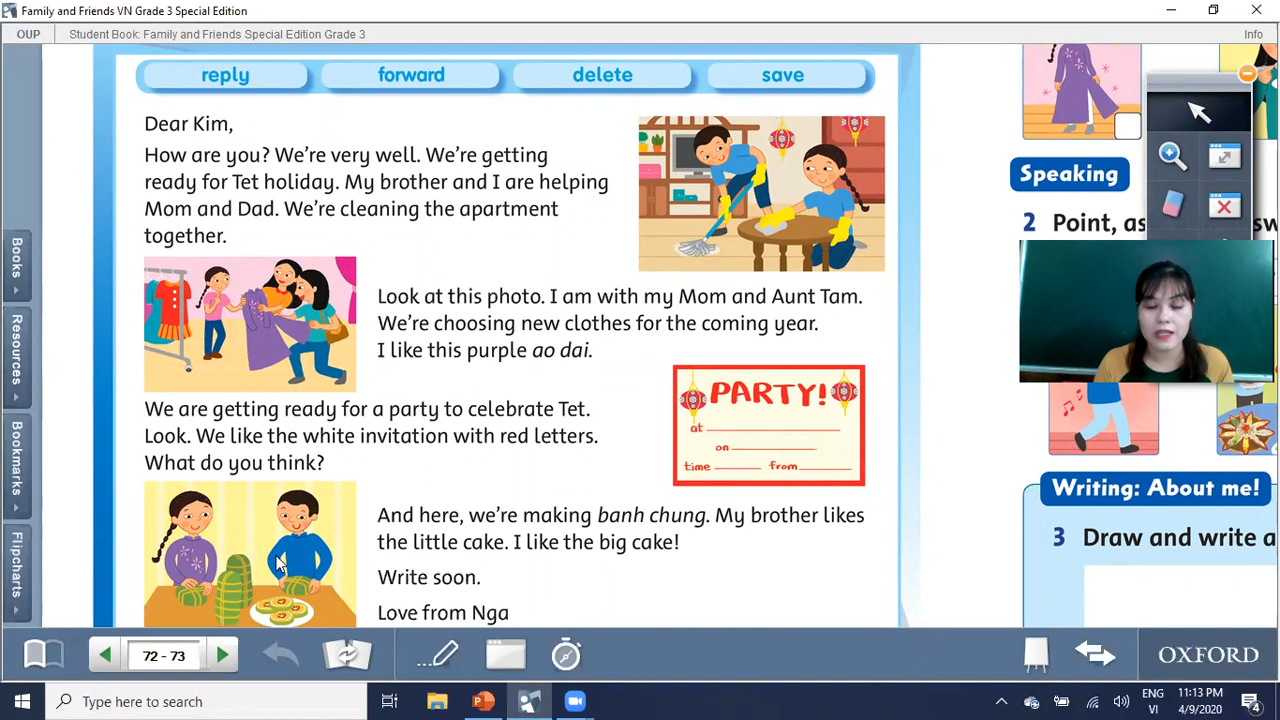 Family and Friends VN Grade 3 Special Edition
OUP
Student Book: Family and Friends Special Edition Grade 3
Info
reply
forward
delete
save
Dear Kim,
How are you? We're very well. We're getting
ready for Tet holiday. My brother and I are helping
Mom and Dad. We're cleaning the apartment
together.
Look at this photo. I am with my Mom and Aunt Tam.
We're choosing new clothes for the coming year.
I like this purple ao dai.
We are getting ready for a party to celebrate Tet.
Look. We like the white invitation with red letters.
What do you think?
PARTY!
at
on
time
from
And here, we're making banh chung. My brother likes
the little cake. I like the big cake!
Write soon.
Love from Nga
Speaking
2 Point, as
sw
Writing: About me!
3 Draw and write a
Books
Resources
Bookmarks
Flipcharts
72 - 73
OXFORD
Type here to search
ENG
VI
11:13 PM
4/9/2020
4